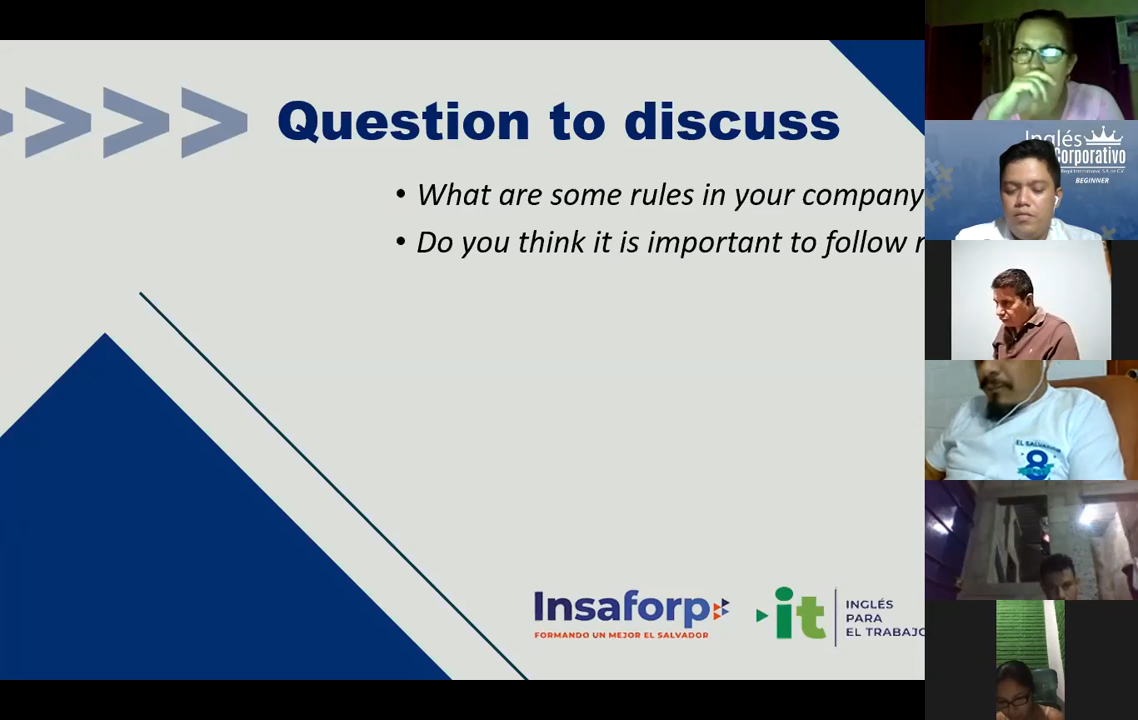 Question to discuss
• What are some rules in your company
• Do you think it is important to follow
Insaforp
FORMANDO UN MEJOR EL SALVADOR
it
INGLÉS
PARA
EL TRABAJO
Inglés
Corporativo
BEGINNER
EL SALVADOR
8